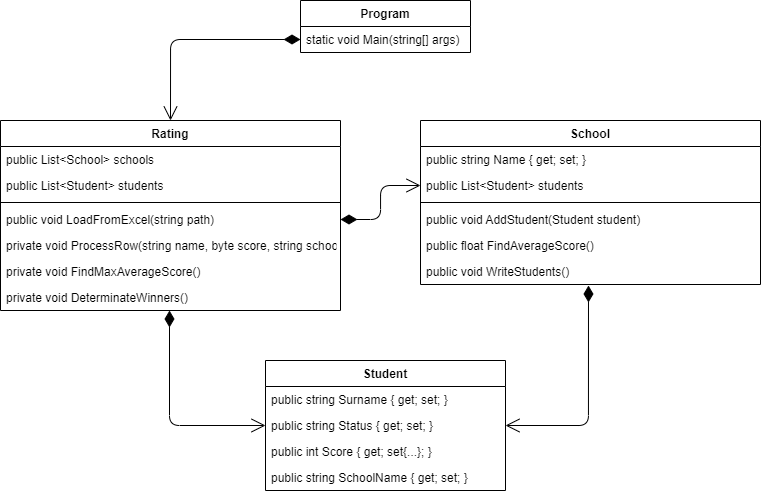 Program
static void Main(string[] args)
Rating
public List<School> schools
public List<Student> students
public void LoadFromExcel(string path)
private void ProcessRow(string name, byte score, string schoo
private void FindMaxAverageScore()
private void DeterminateWinners()
School
public string Name { get; set; }
public List<Student> students
public void AddStudent(Student student)
public float FindAverageScore()
public void WriteStudents()
Student
public string Surname { get; set; }
public string Status { get; set; }
public int Score { get; set{...}; }
public string SchoolName { get; set; }